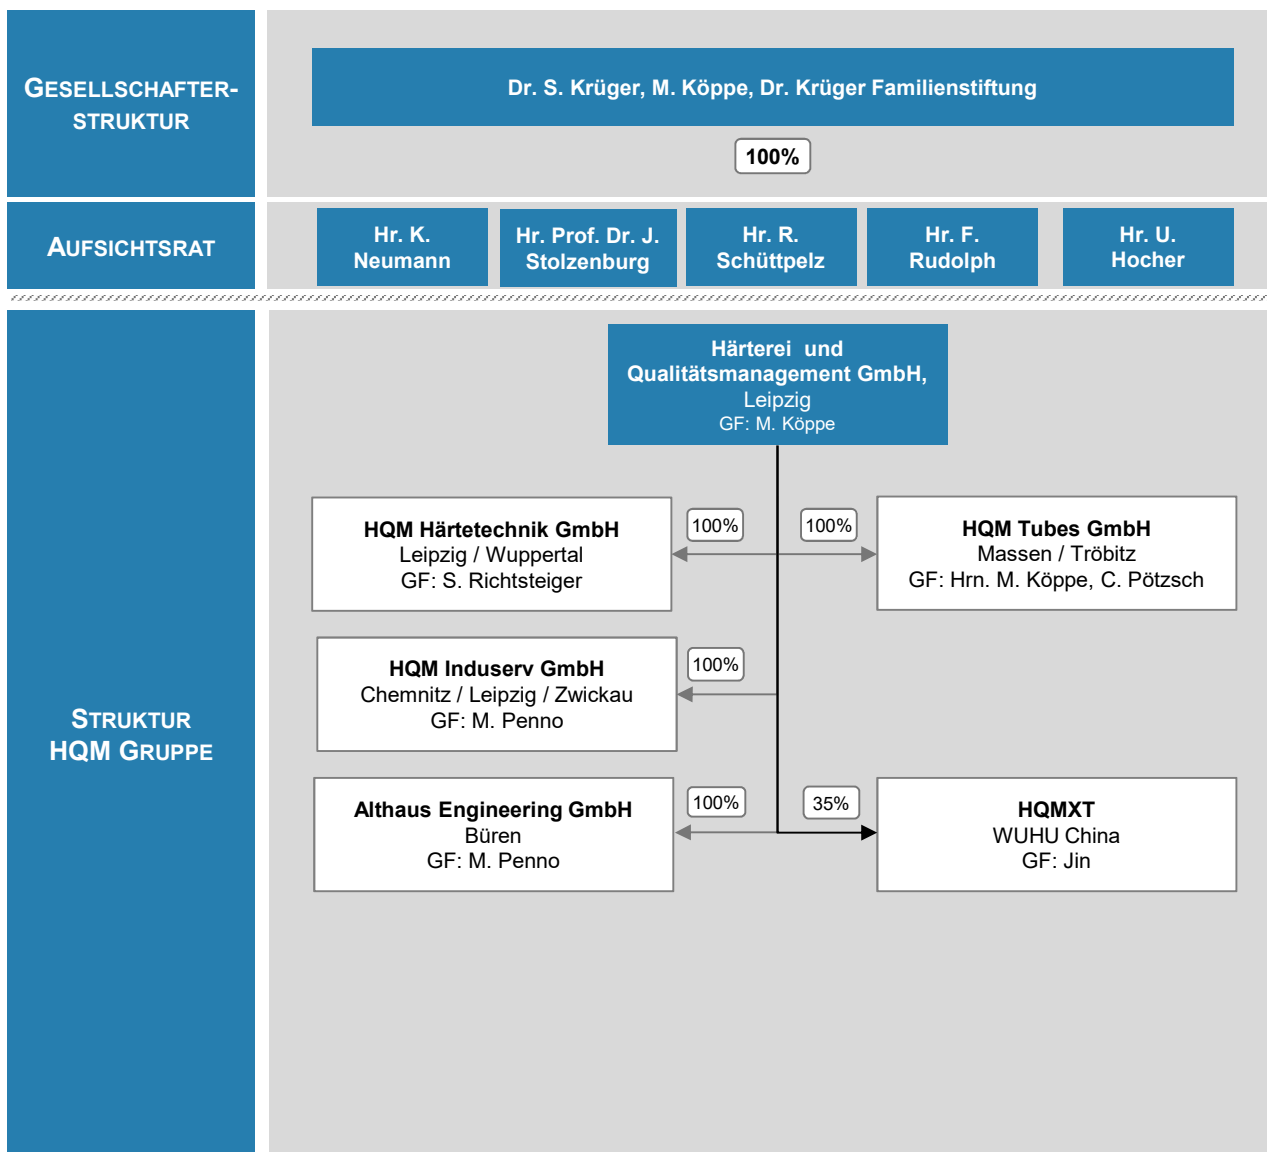 GESELLSCHAFTER-
STRUKTUR
Dr. S. Krüger, M. Köppe, Dr. Krüger Familienstiftung
100%
AUFSICHTSRAT
Hr. K.
Neumann
Hr. Prof. Dr. J.
Stolzenburg
Hr. R.
Schüttpelz
Hr. F.
Rudolph
Hr. U.
Hocher
STRUKTUR
HQM GRUPPE
Härterei und
Qualitätsmanagement GmbH,
Leipzig
GF: M. Köppe
HQM Härtetechnik GmbH
Leipzig / Wuppertal
GF: S. Richtsteiger
100%
100%
HQM Tubes GmbH
Massen / Tröbitz
GF: Hrn. M. Köppe, C. Pötzsch
HQM Induserv GmbH
Chemnitz / Leipzig / Zwickau
GF: M. Penno
100%
Althaus Engineering GmbH
Büren
GF: M. Penno
100%
35%
HQMXT
WUHU China
GF: Jin